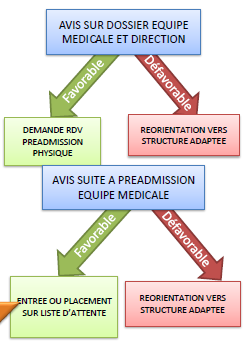 AVIS SUR DOSSIER EQUIPE
MEDICALE ET DIRECTION
Favorable
Défavorable
DEMANDE RDV
PREADMISSION
PHYSIQUE
REORIENTATION VERS
STRUCTURE ADAPTEE
AVIS SUITE A PREADMISSION
EQUIPE MEDICALE
Favorable
Défavorable
ENTREE OU PLACEMENT
SUR LISTE D'ATTENTE
REORIENTATION VERS
STRUCTURE ADAPTEE